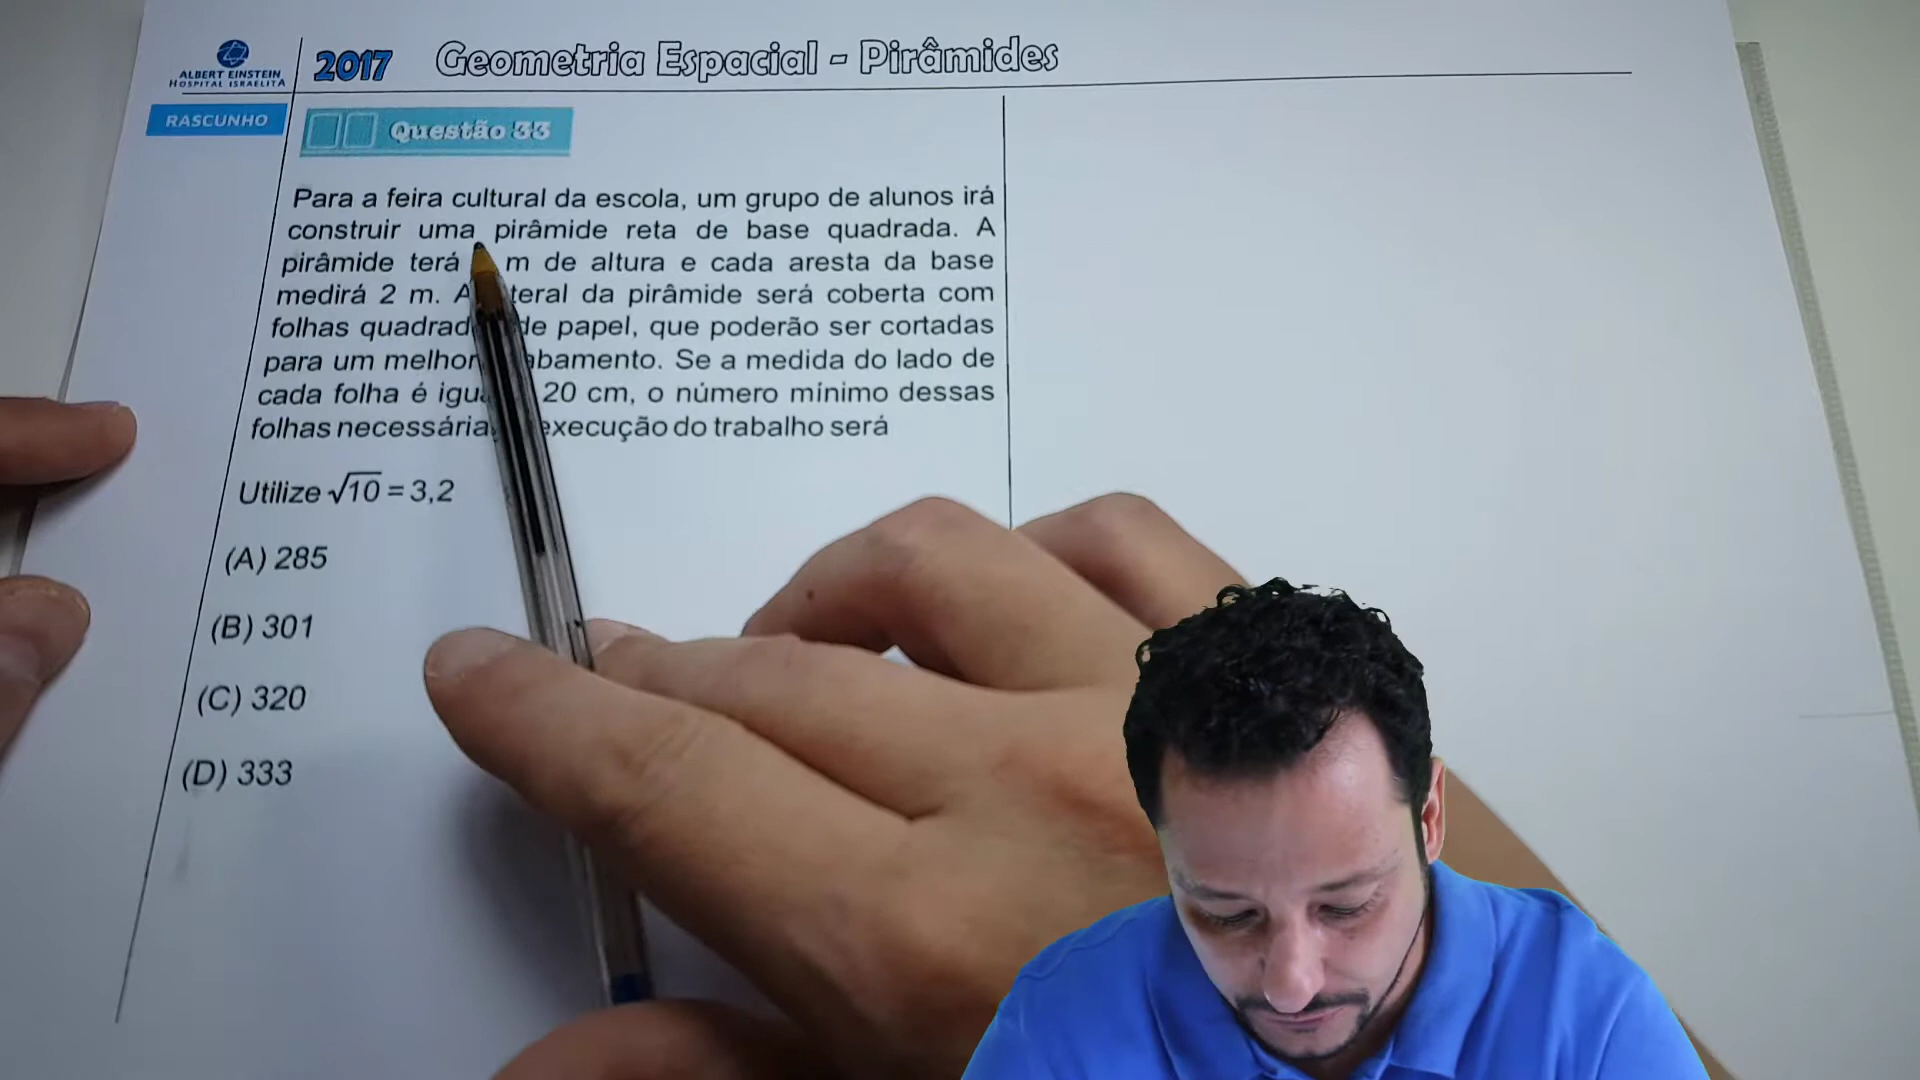 ALBERT EINSTEIN
HOSPITAL ISRAELITA
2017 Geometria Espacial - Pirâmides
RASCUNHO
Questão 33
Para a feira cultural da escola, um grupo de alunos irá
construir uma pirâmide reta de base quadrada. A
pirâmide terá m de altura e cada aresta da base
medirá 2 m. A teral da pirâmide será coberta com
folhas quadrad de papel, que poderão ser cortadas
para um melhor abamento. Se a medida do lado de
cada folha é igua 20 cm, o número mínimo dessas
folhas necessária execução do trabalho será
Utilize √10 = 3,2
(A) 285
(B) 301
(C) 320
(D) 333